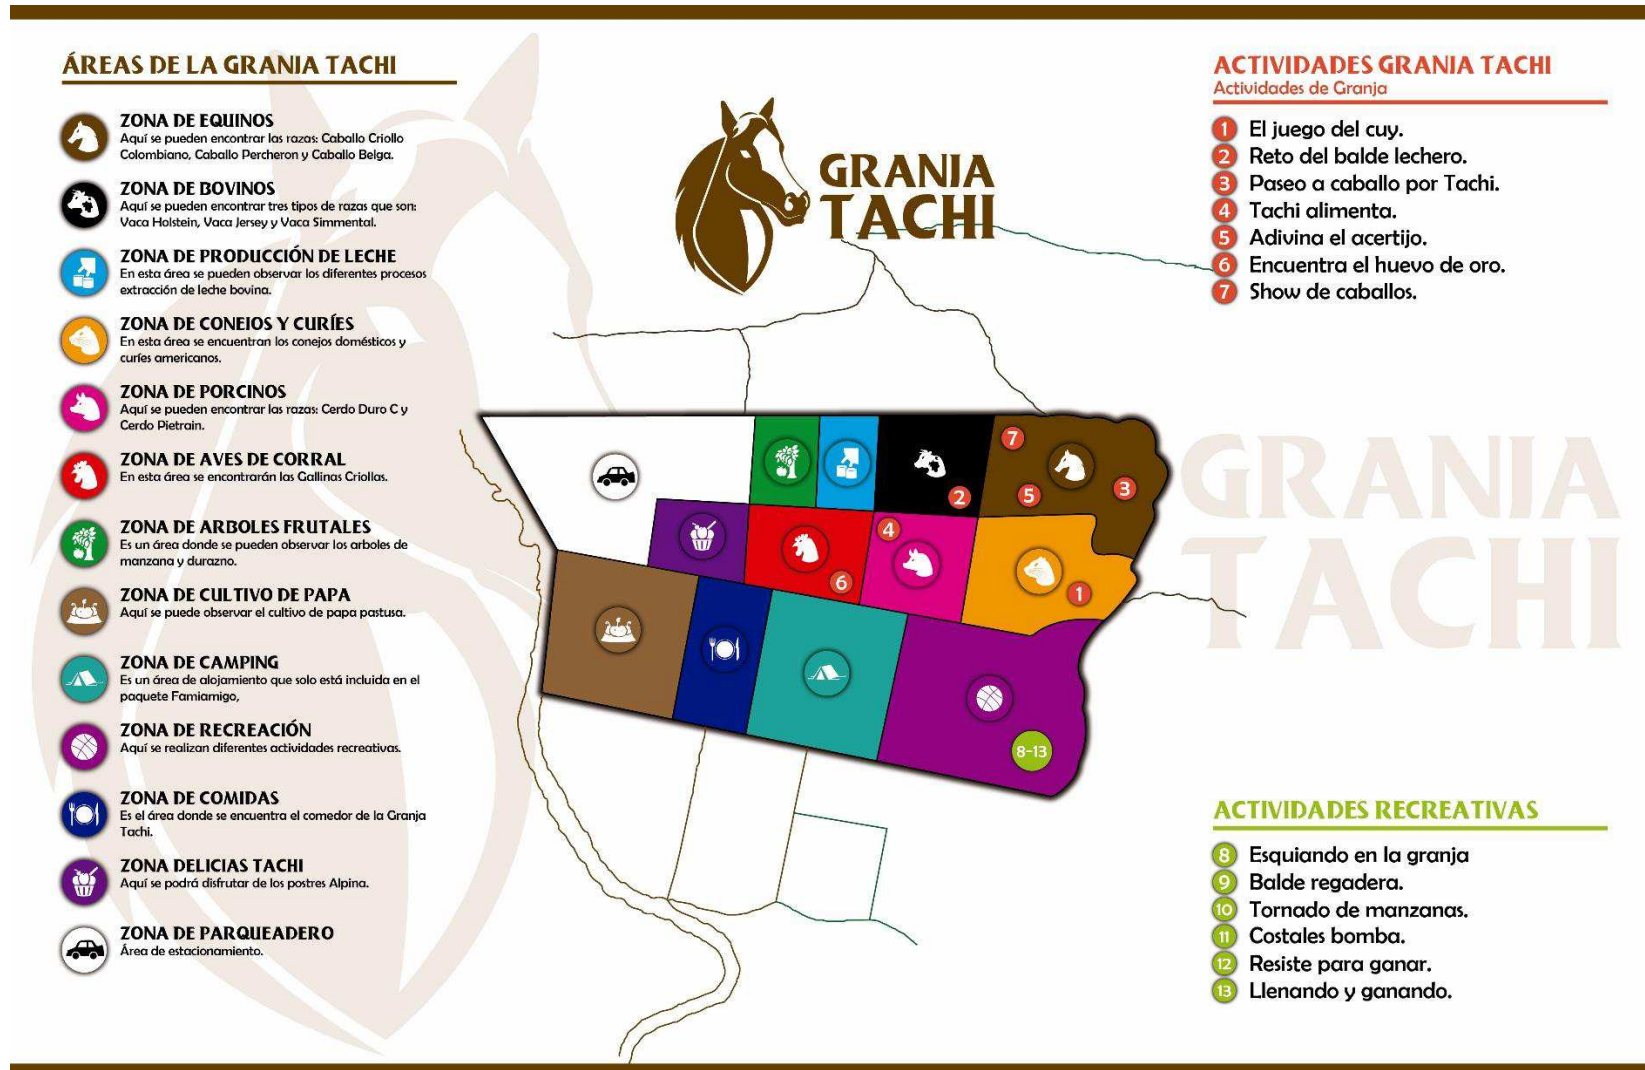 ÁREAS DE LA GRANIA TACHI
ZONA DE EQUINOS
Aquí se pueden encontrar las razas: Caballo Criollo
Colombiano, Caballo Percheron y Caballo Belga.
ZONA DE BOVINOS
Aquí se pueden encontrar tres tipos de razas que son:
Vaca Holstein, Vaca Jersey y Vaca Simmental.
ZONA DE PRODUCCIÓN DE LECHE
En esta área se pueden observar los diferentes procesos
extracción de leche bovina.
ZONA DE CONEIOS Y CURÍES
En esta área se encuentran los conejos domésticos y
curíes americanos.
ZONA DE PORCINOS
Aquí se pueden encontrar las razas: Cerdo Duro C y
Cerdo Pietrain.
ZONA DE AVES DE CORRAL
En esta área se encontrarán las Gallinas Criollas.
ZONA DE ARBOLES FRUTALES
Es un área donde se pueden observar los arboles de
manzana y durazno.
ZONA DE CULTIVO DE PAPA
Aquí se puede observar el cultivo de papa pastusa.
ZONA DE CAMPING
Es un área de alojamiento que solo está incluida en el
paquete Famiamigo,
ZONA DE RECREACIÓN
Aquí se realizan diferentes actividades recreativas.
ZONA DE COMIDAS
Es el área donde se encuentra el comedor de la Granja
Tachi.
ZONA DELICIAS TACHI
Aquí se podrá disfrutar de los postres Alpina.
ZONA DE PARQUEADERO
Área de estacionamiento.
GRANIA
TACHI
7
5
3
2
4
6
1
8-13
ACTIVIDADES GRANIA TACHI
Actividades de Granja
1 El juego del cuy.
2 Reto del balde lechero.
3 Paseo a caballo por Tachi.
4 Tachi alimenta.
5 Adivina el acertijo.
6 Encuentra el huevo de oro.
7 Show de caballos.
GRANIA
TACHI
ACTIVIDADES RECREATIVAS
8 Esquiando en la granja
9 Balde regadera.
10 Tornado de manzanas.
11 Costales bomba.
12 Resiste para ganar.
13 Llenando y ganando.